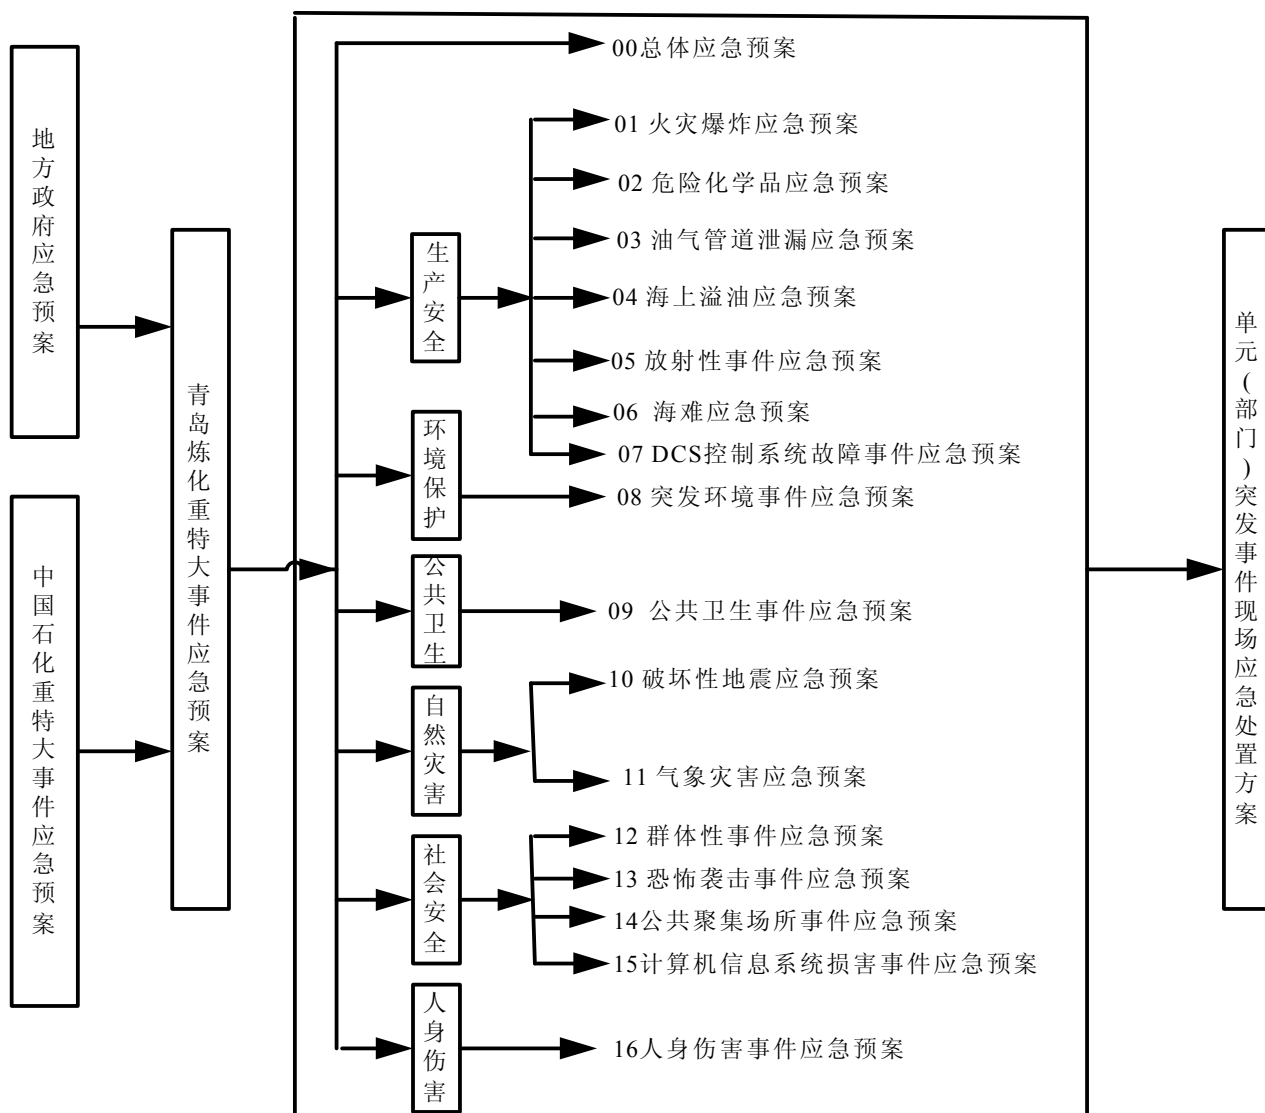 地方政府应急预案
中国石化重特大事件应急预案
青岛炼化重特大事件应急预案
00总体应急预案
生产安全
01 火灾爆炸应急预案
02 危险化学品应急预案
03 油气管道泄漏应急预案
04 海上溢油应急预案
05 放射性事件应急预案
06 海难应急预案
07 DCS控制系统故障事件应急预案
环境保护
08 突发环境事件应急预案
公共卫生
09 公共卫生事件应急预案
自然灾害
10 破坏性地震应急预案
11 气象灾害应急预案
社会安全
12 群体性事件应急预案
13 恐怖袭击事件应急预案
14公共聚集场所事件应急预案
15计算机信息系统损害事件应急预案
人身伤害
16人身伤害事件应急预案
单元(部门)突发事件现场应急处置方案